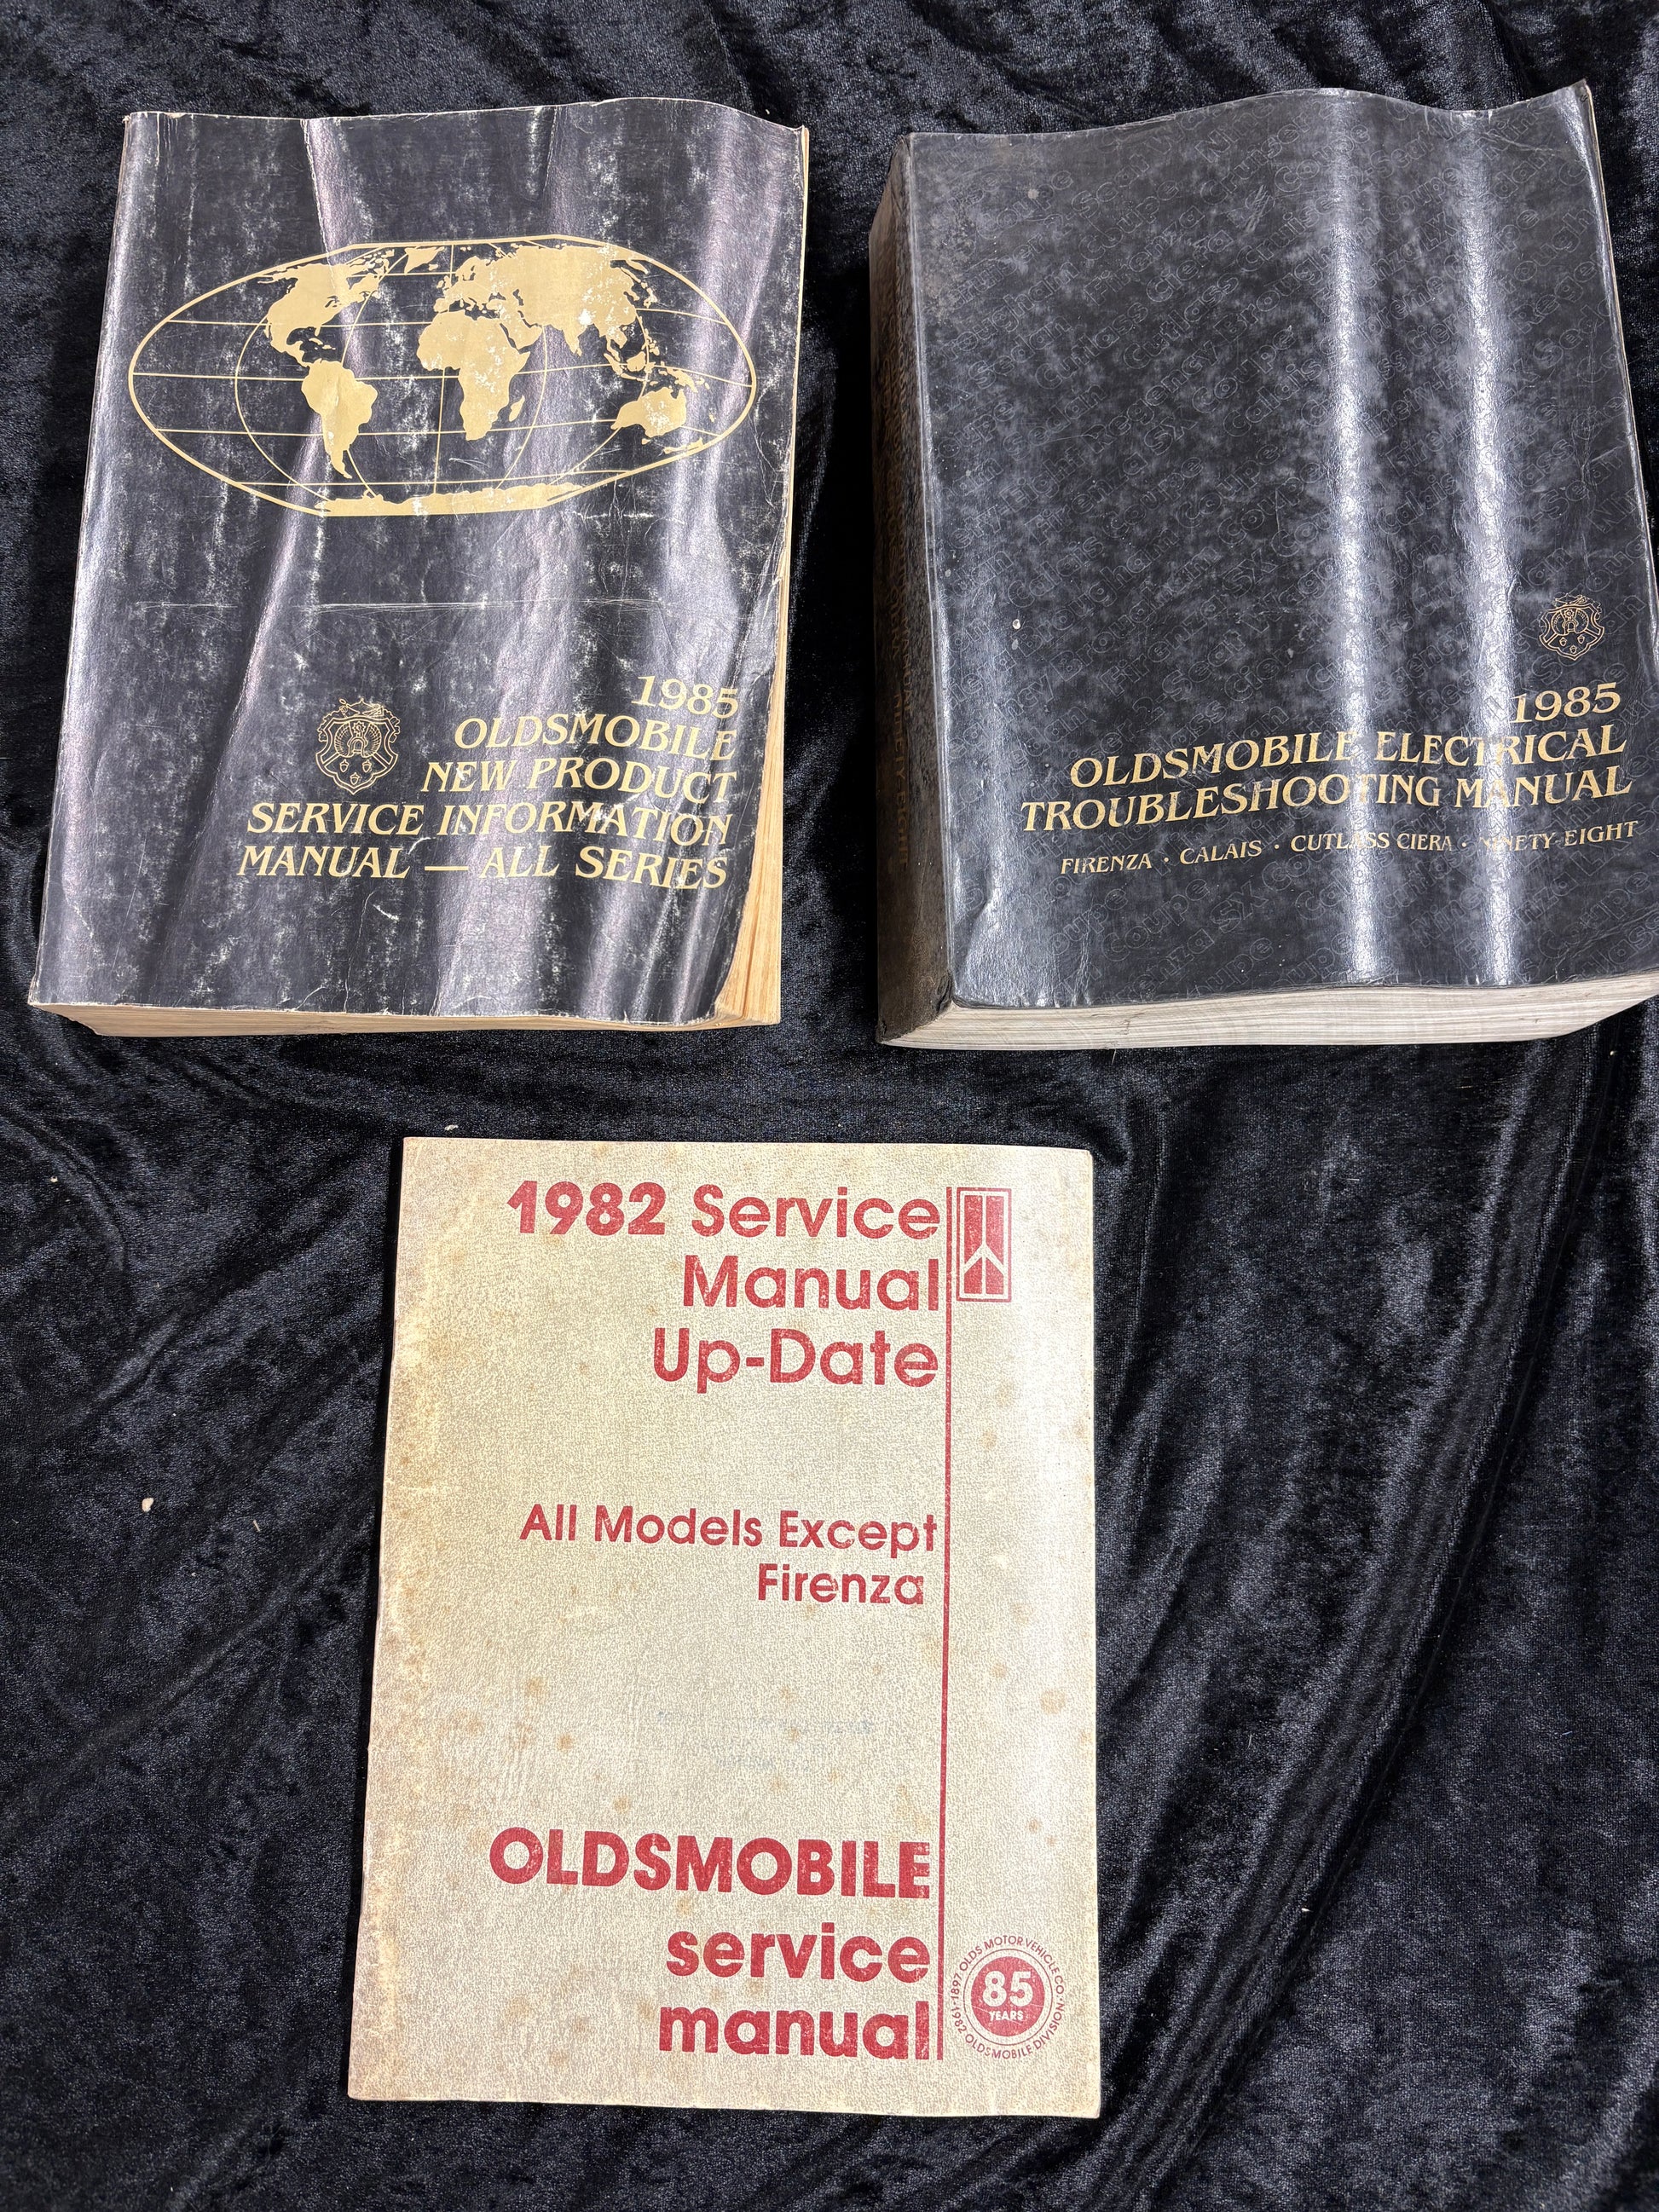 1985
OLDSMOBILE
NEW PRODUCT
SERVICE INFORMATION
MANUAL — ALL SERIES
1985
OLDSMOBILE ELECTRICAL
TROUBLESHOOTING MANUAL
FIRENZA · CALAIS · CUTLASS CIERA · NINETY-EIGHT
1982 Service
Manual
Up-Date
All Models Except
Firenza
OLDSMOBILE
service
manual
1897 OLDS MOTOR VEHICLE CO.
85
YEARS
1982 OLDSMOBILE DIVISION